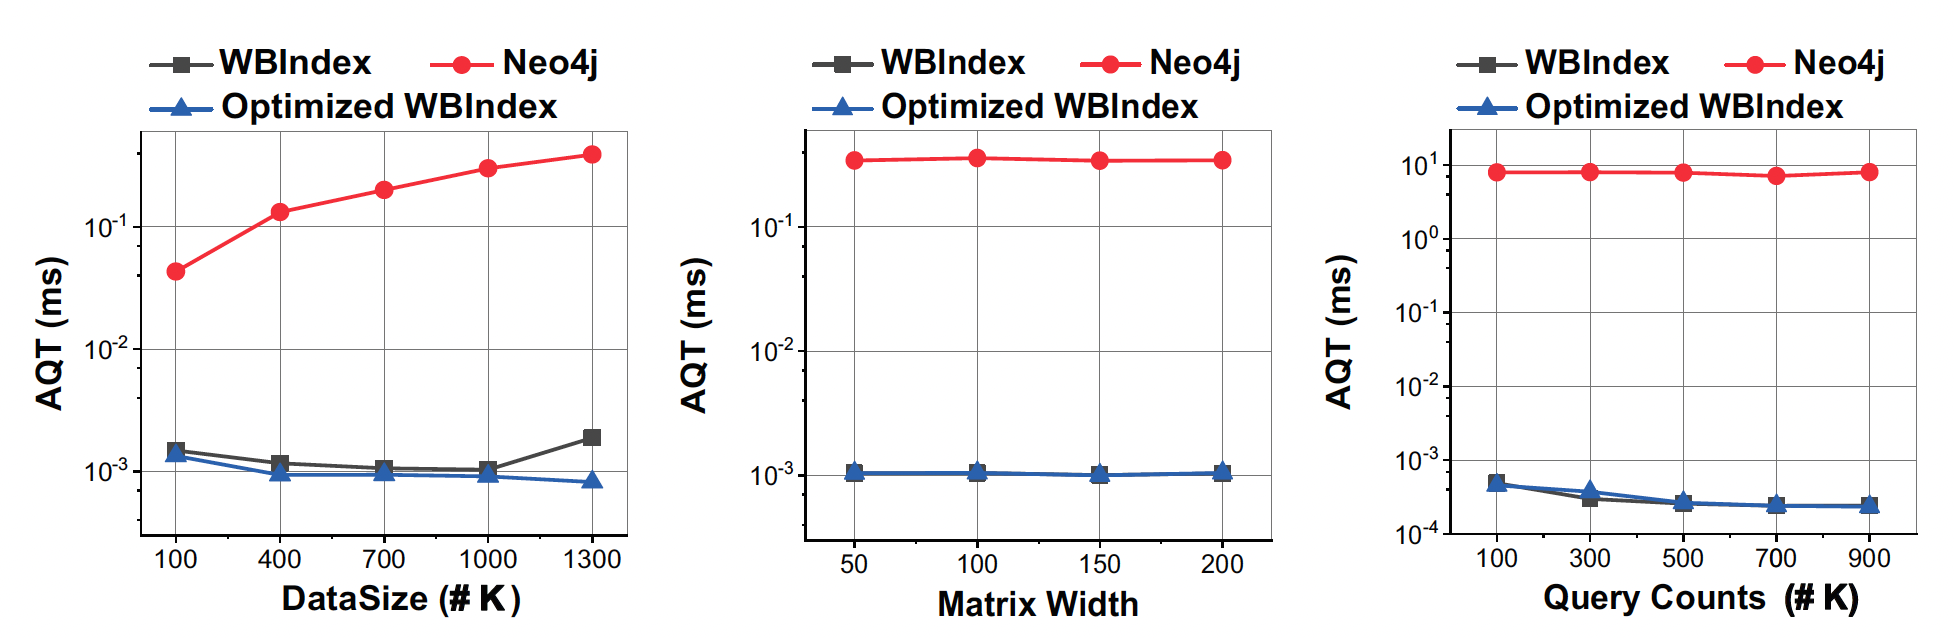 WBIndex Neo4j
Optimized WBIndex
AQT (ms)
10-1
10-2
10-3
100 400 700 1000 1300
DataSize (# K)
WBIndex Neo4j
Optimized WBIndex
AQT (ms)
10-1
10-2
10-3
50 100 150 200
Matrix Width
WBIndex Neo4j
Optimized WBIndex
AQT (ms)
101
100
10-1
10-2
10-3
10-4
100 300 500 700 900
Query Counts (# K)